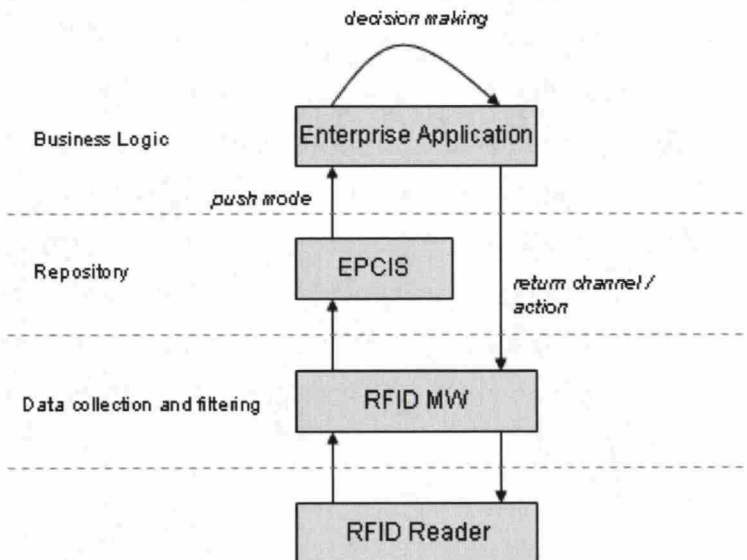 decision making
Business Logic
Enterprise Application
push mode
Repository
EPCIS
return channel /
action
Data collection and filtering
RFID MW
RFID Reader